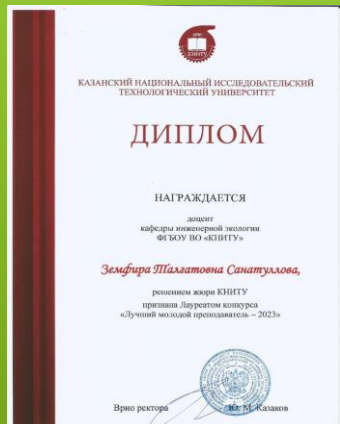 КНИТУ
КАЗАНСКИЙ НАЦИОНАЛЬНЫЙ ИССЛЕДОВАТЕЛЬСКИЙ
ТЕХНОЛОГИЧЕСКИЙ УНИВЕРСИТЕТ
ДИПЛОМ
НАГРАЖДАЕТСЯ
доцент
кафедры инженерной экологии
ФГБОУ ВО «КНИТУ»
Земфира Талгатовна Санатуллова,
решением жюри КНИТУ
признана Лауреатом конкурса
«Лучший молодой преподаватель – 2023»
Врио ректора Ю. М. Казаков